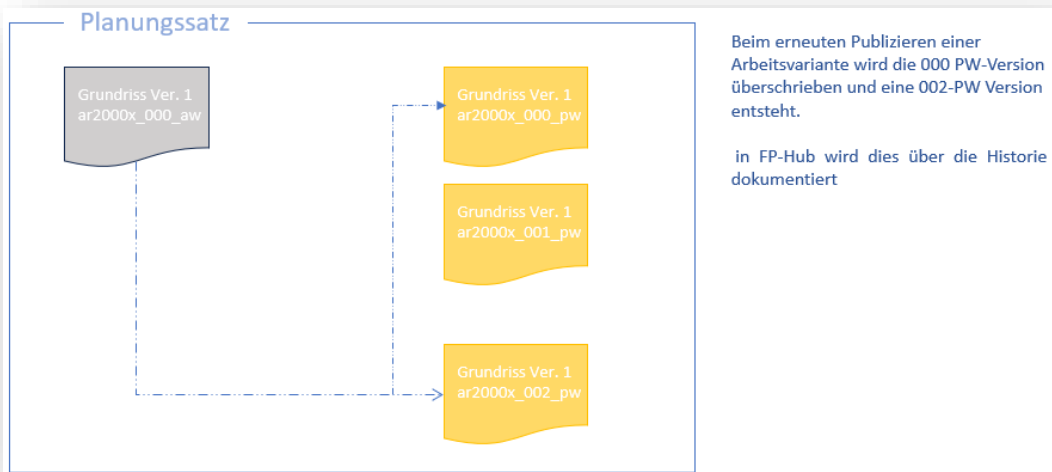 Planungssatz
Grundriss Ver. 1
ar2000x_000_aw
Grundriss Ver. 1
ar2000x_000_pw
Grundriss Ver. 1
ar2000x_001_pw
Grundriss Ver. 1
ar2000x_002_pw
Beim erneuten Publizieren einer
Arbeitsvariante wird die 000 PW-Version
überschrieben und eine 002-PW Version
entsteht.
in FP-Hub wird dies über die Historie
dokumentiert